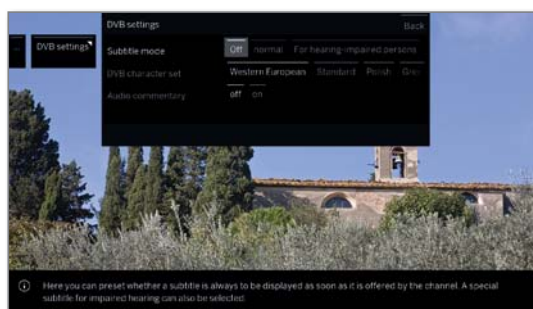 DVB settings
Back
... DVB settings
Subtitle mode Off normal For hearing-impaired persons
DVB character set Western European Standard Polish Gre
Audio commentary off on
Here you can preset whether a subtitle is always to be displayed as soon as it is offered by the channel. A special
subtitle for impaired hearing can also be selected.